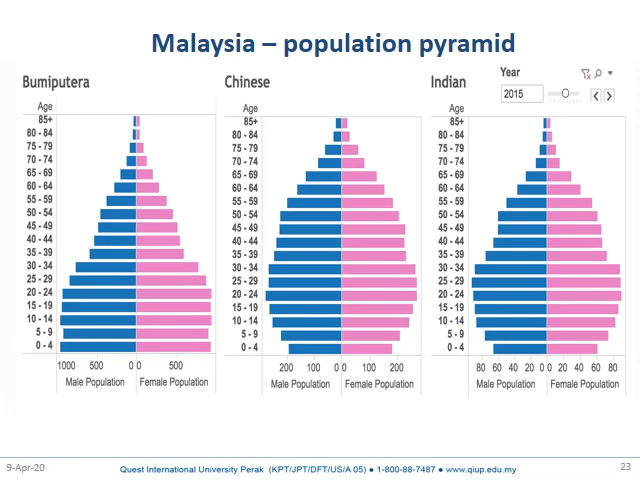 Malaysia – population pyramid
Bumiputera
Chinese
Indian
Year
2015
Age
85+
80 - 84
75 - 79
70 - 74
65 - 69
60 - 64
55 - 59
50 - 54
45 - 49
40 - 44
35 - 39
30 - 34
25 - 29
20 - 24
15 - 19
10 - 14
5 - 9
0 - 4
1000 500 0 0 500
Male Population Female Population
Age
85+
80 - 84
75 - 79
70 - 74
65 - 69
60 - 64
55 - 59
50 - 54
45 - 49
40 - 44
35 - 39
30 - 34
25 - 29
20 - 24
15 - 19
10 - 14
5 - 9
0 - 4
200 100 0 0 100 200
Male Population Female Population
Age
85+
80 - 84
75 - 79
70 - 74
65 - 69
60 - 64
55 - 59
50 - 54
45 - 49
40 - 44
35 - 39
30 - 34
25 - 29
20 - 24
15 - 19
10 - 14
5 - 9
0 - 4
80 60 40 20 0 0 20 40 60 80
Male Population Female Population
9-Apr-20 Quest International University Perak (KPT/JPT/DFT/US/A 05) ● 1-800-88-7487 ● www.qiup.edu.my 23